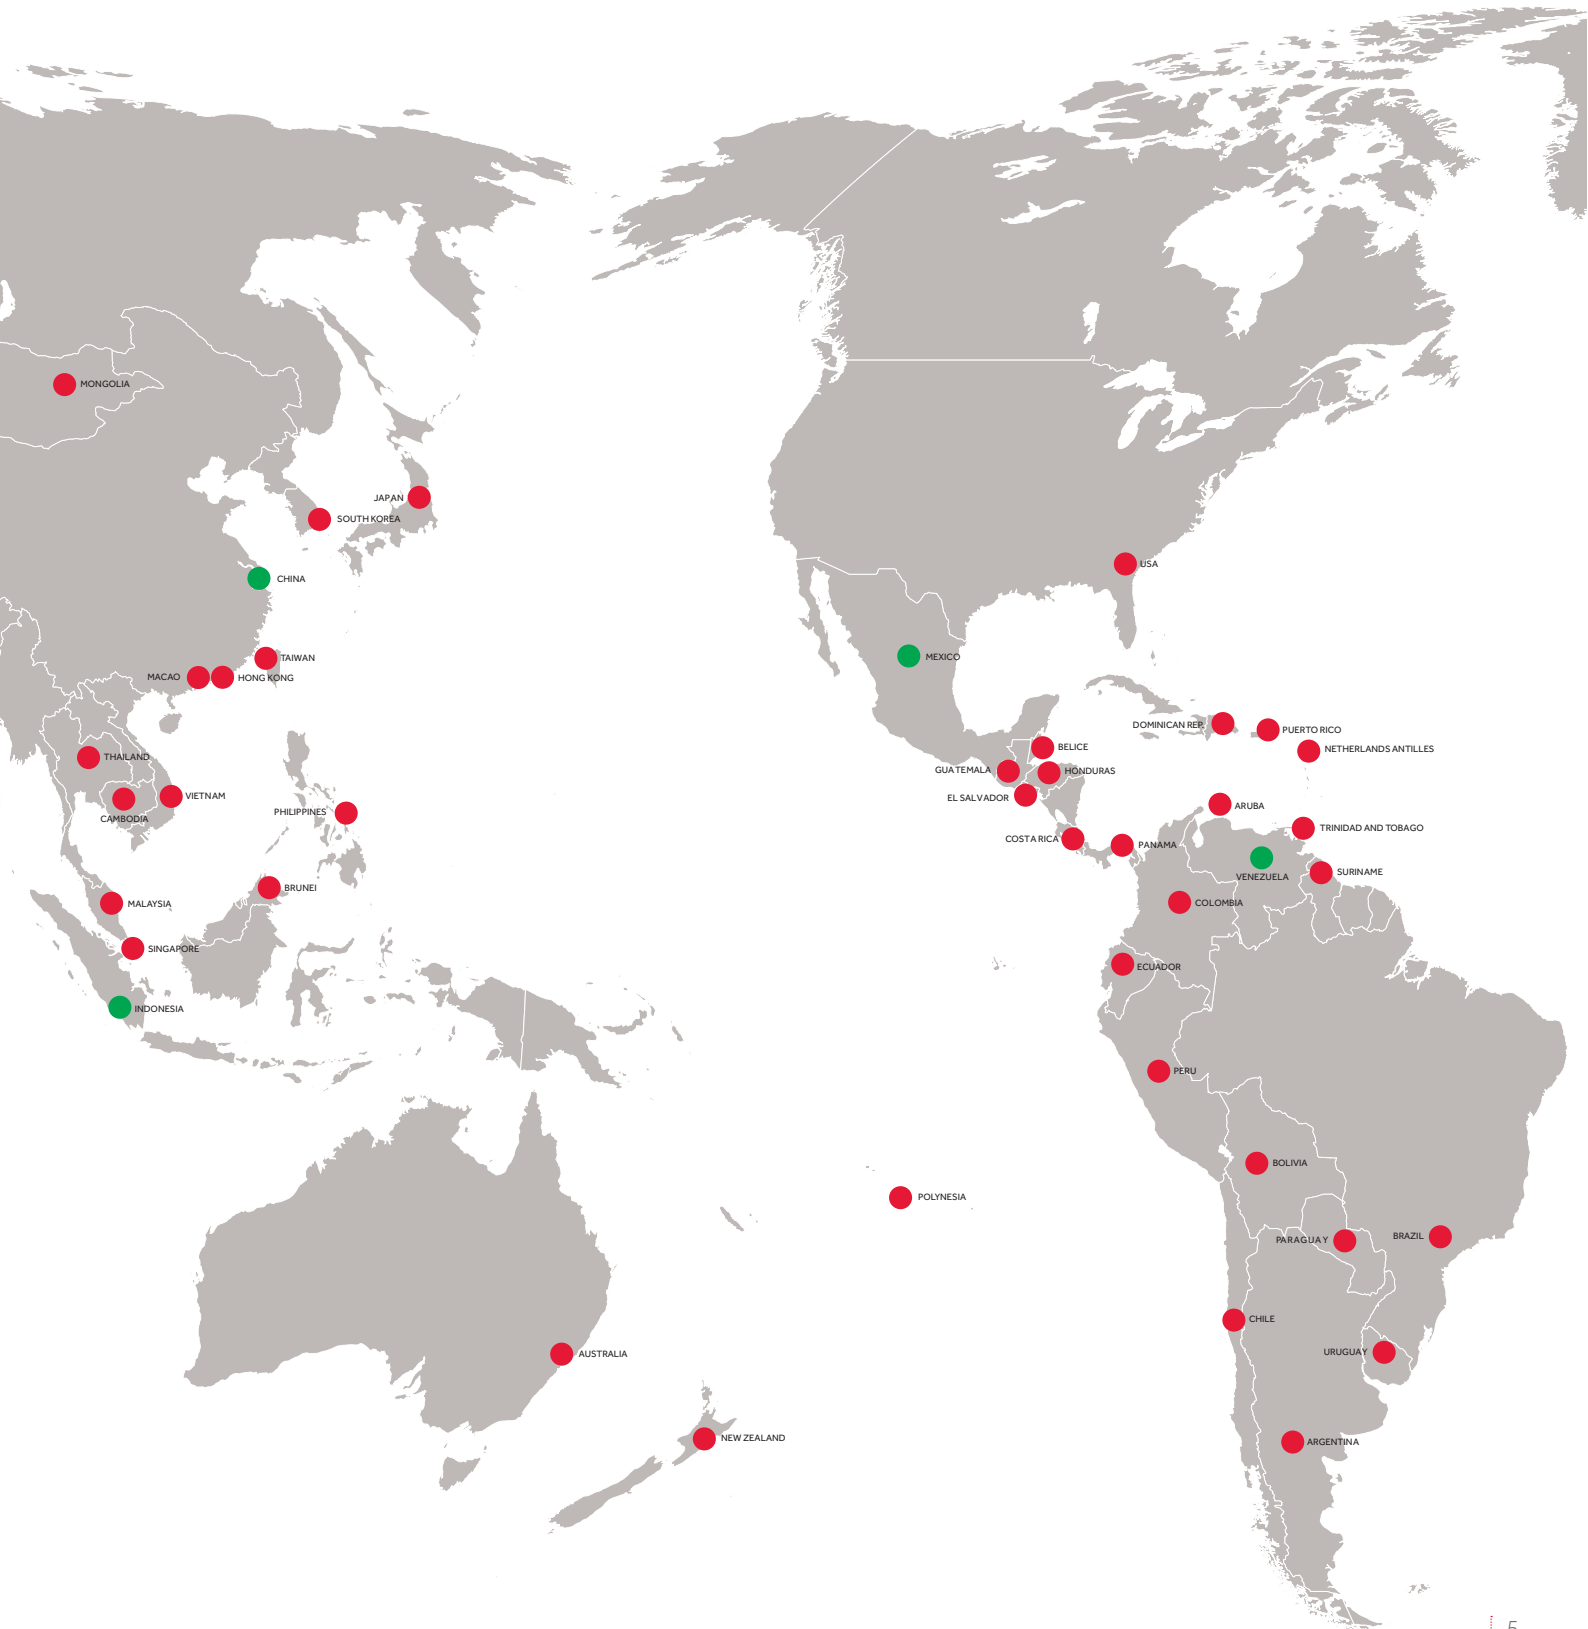 MONGOLIA
JAPAN
SOUTH KOREA
CHINA
TAIWAN
MACAO
HONG KONG
THAILAND
VIETNAM
CAMBODIA
PHILIPPINES
BRUNEI
MALAYSIA
SINGAPORE
INDONESIA
AUSTRALIA
NEW ZEALAND
POLYNESIA
USA
MEXICO
DOMINICAN REP.
PUERTO RICO
NETHERLANDS ANTILLES
BELICE
GUATEMALA
HONDURAS
EL SALVADOR
ARUBA
COSTA RICA
PANAMA
TRINIDAD AND TOBAGO
VENEZUELA
SURINAME
COLOMBIA
ECUADOR
PERU
BOLIVIA
PARAGUAY
BRAZIL
CHILE
URUGUAY
ARGENTINA
5